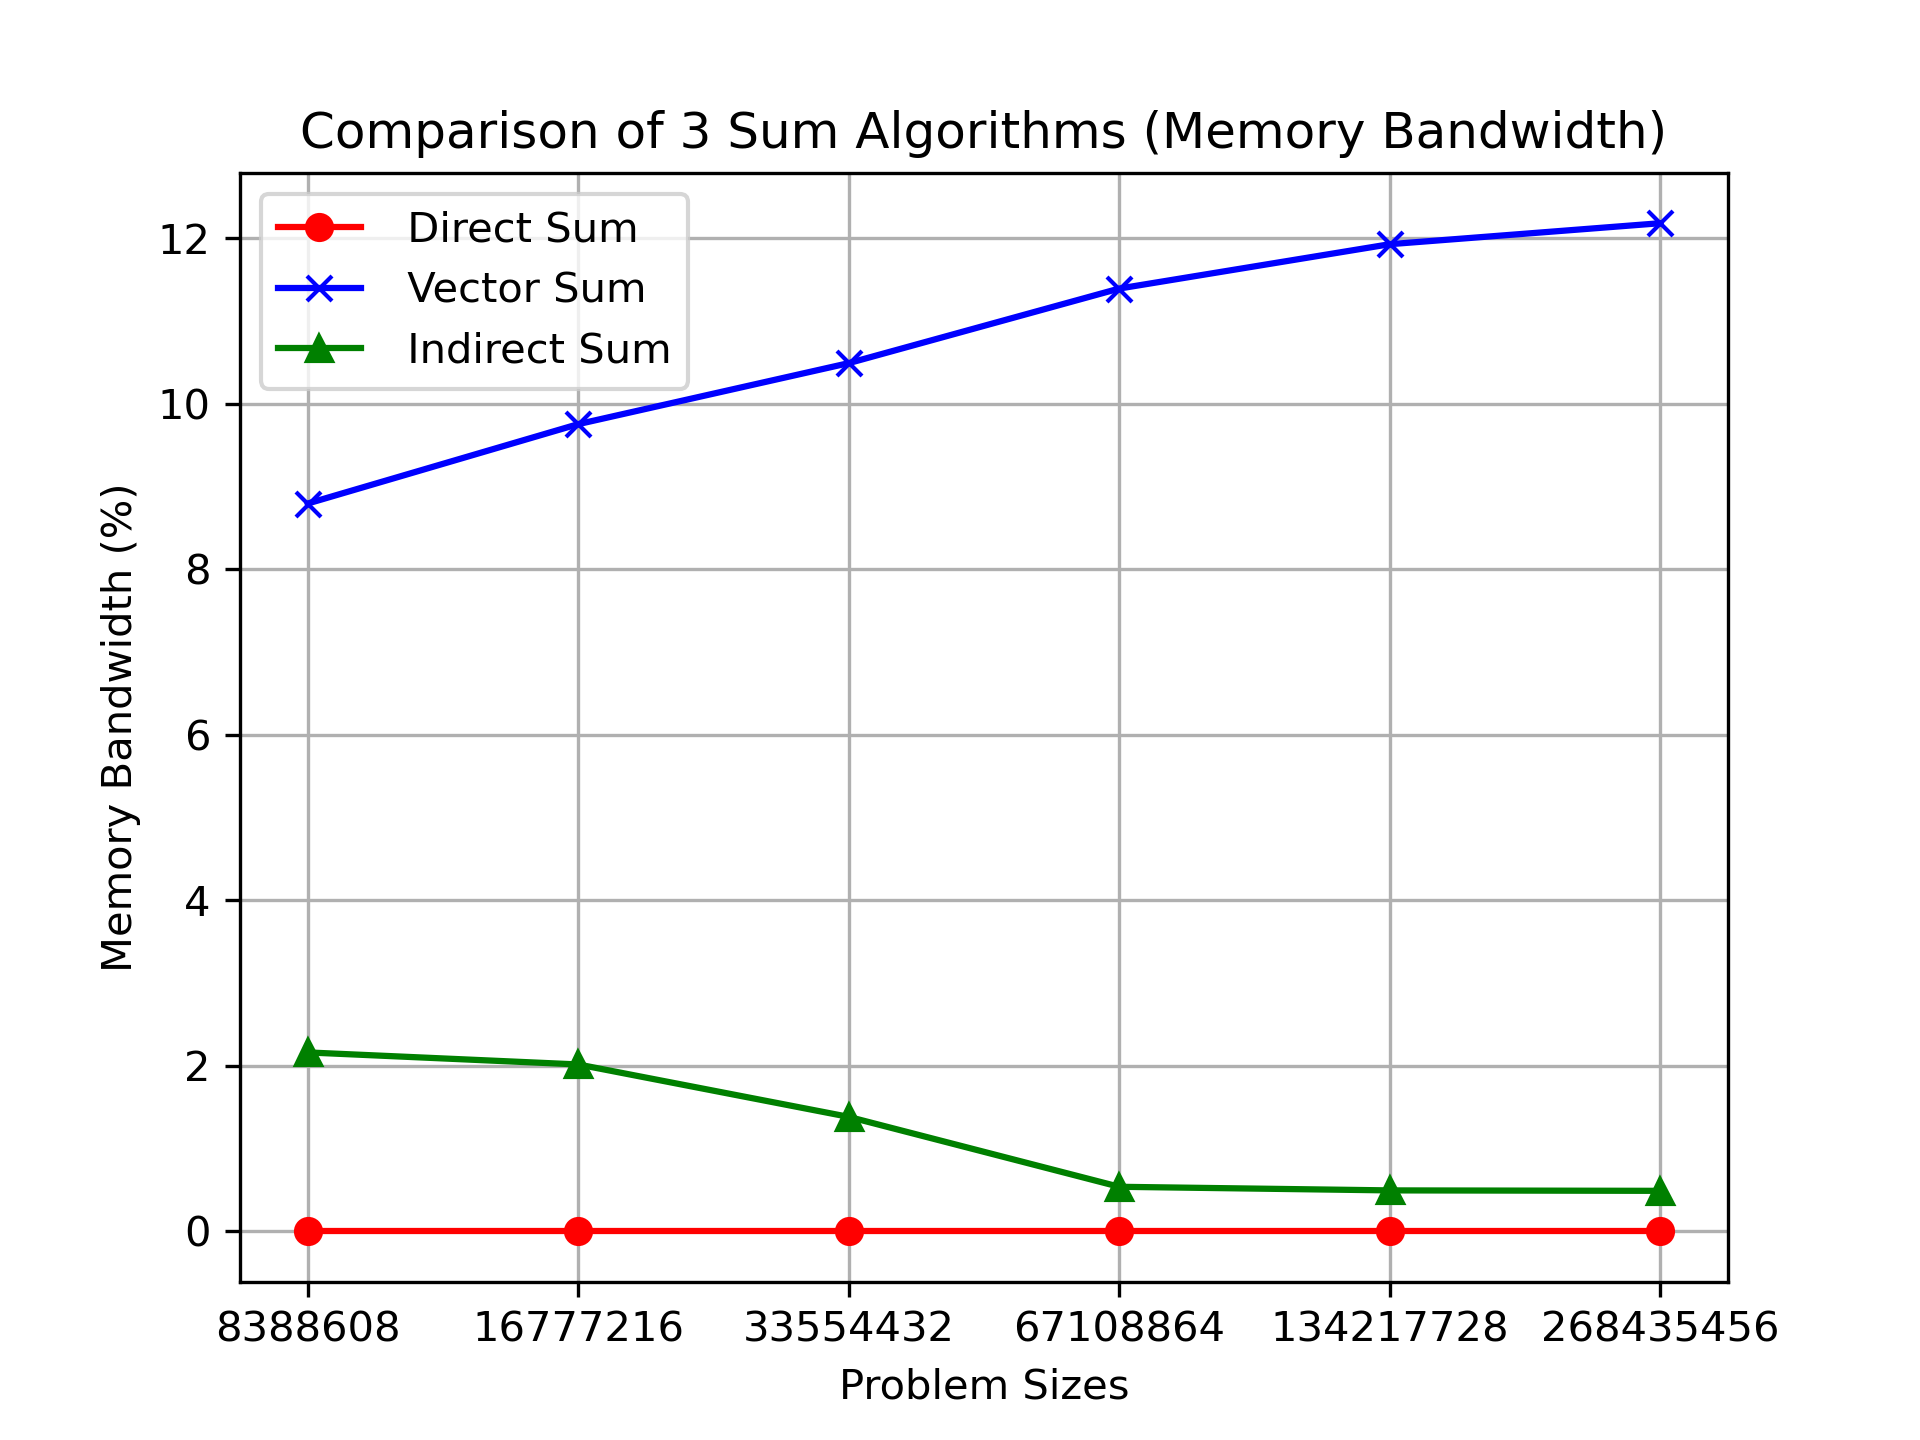 Comparison of 3 Sum Algorithms (Memory Bandwidth)
Direct Sum
Vector Sum
Indirect Sum
Memory Bandwidth (%)
12
10
8
6
4
2
0
8388608 16777216 33554432 67108864 134217728 268435456
Problem Sizes